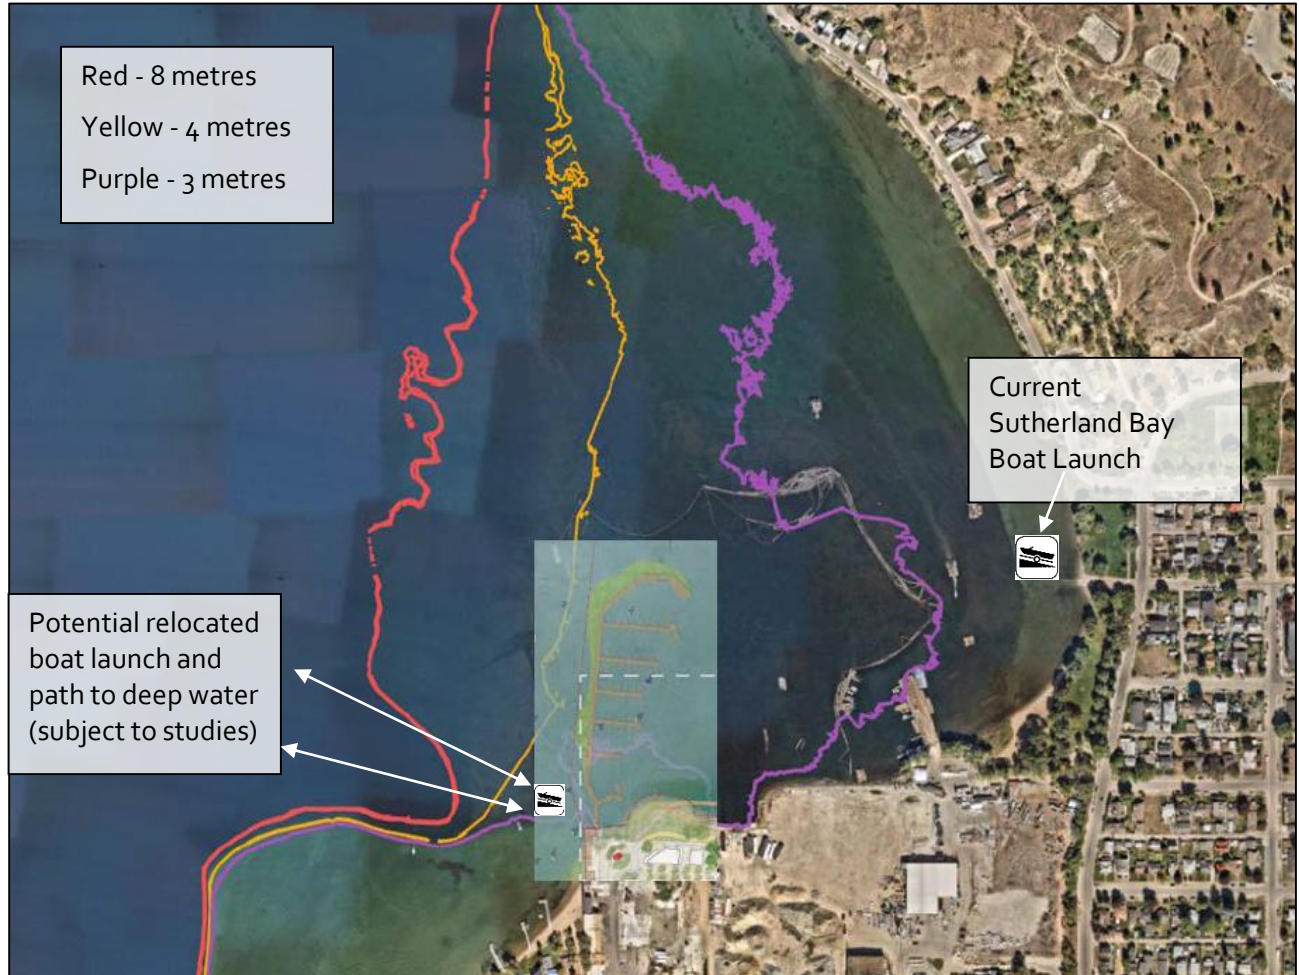 Red - 8 metres
Yellow - 4 metres
Purple - 3 metres
Current
Sutherland Bay
Boat Launch
Potential relocated
boat launch and
path to deep water
(subject to studies)